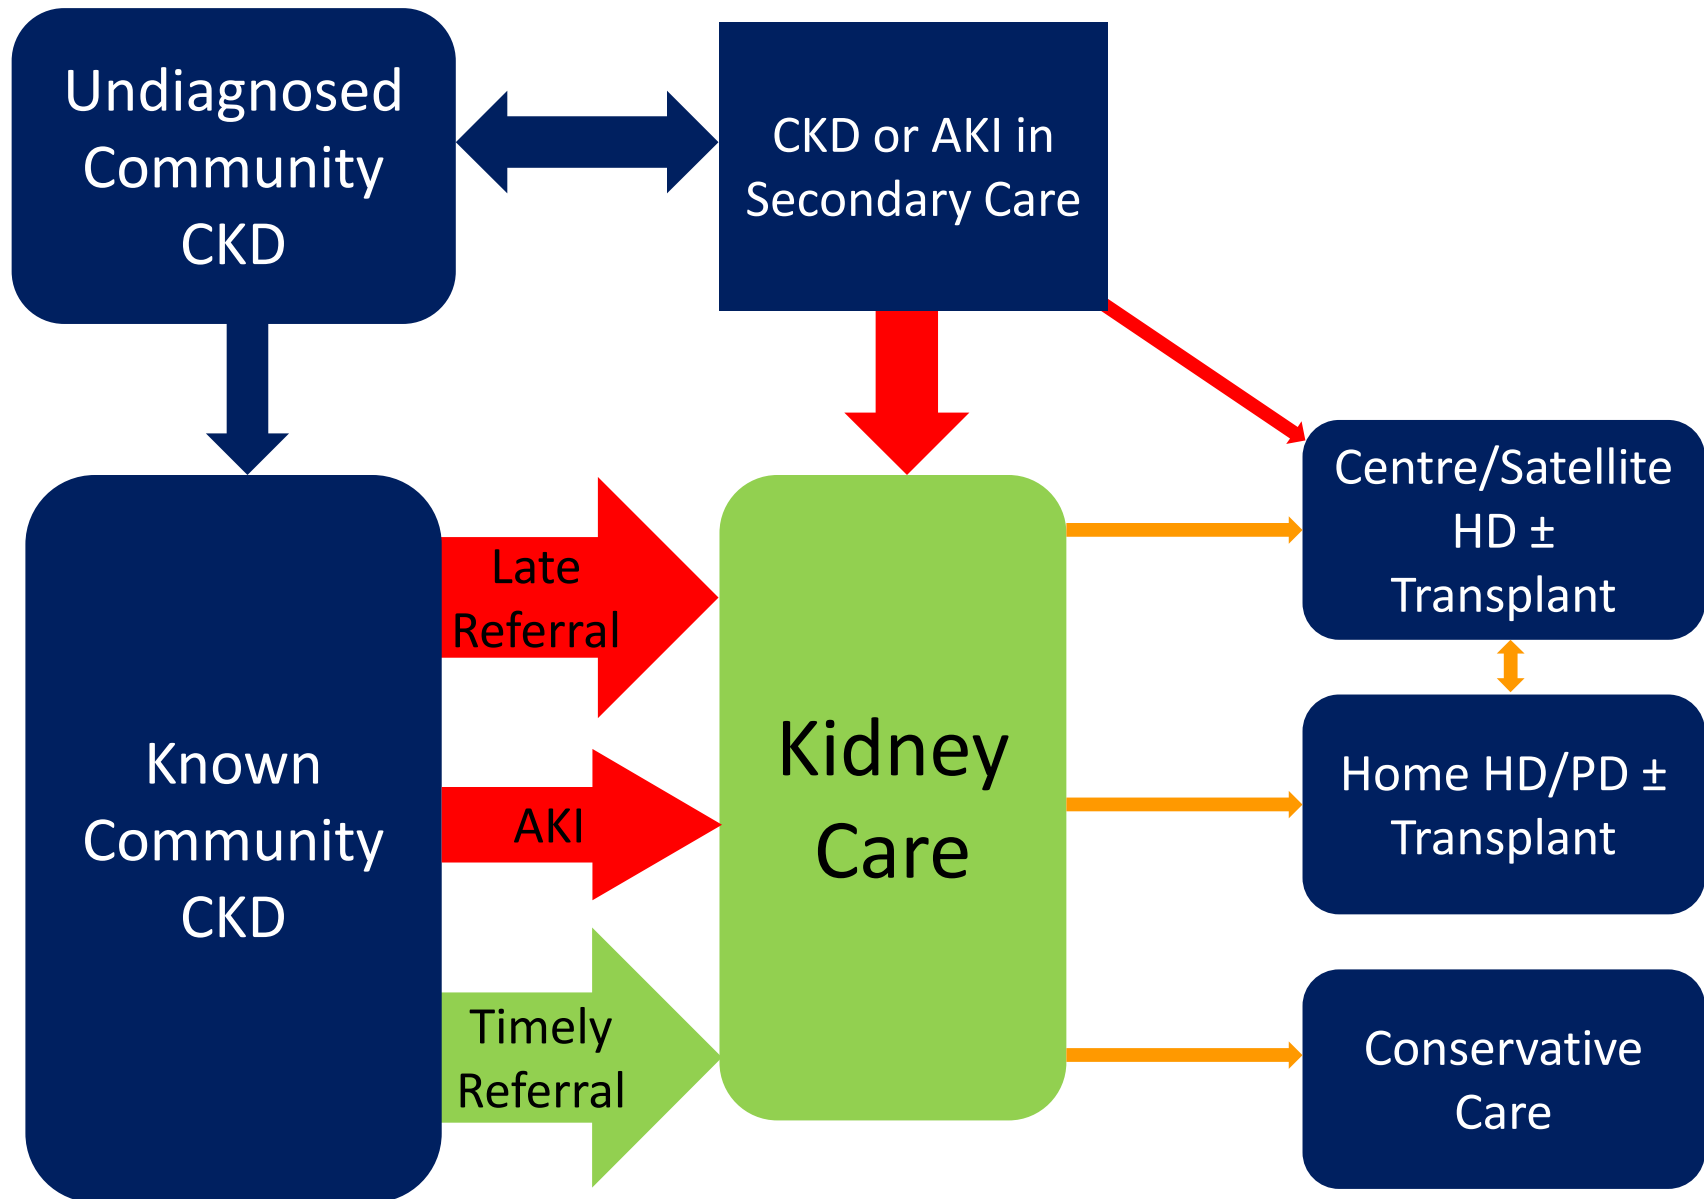 Undiagnosed
Community
CKD
CKD or AKI in
Secondary Care
Known
Community
CKD
Late
Referral
AKI
Timely
Referral
Kidney
Care
Centre/Satellite
HD ±
Transplant
Home HD/PD ±
Transplant
Conservative
Care